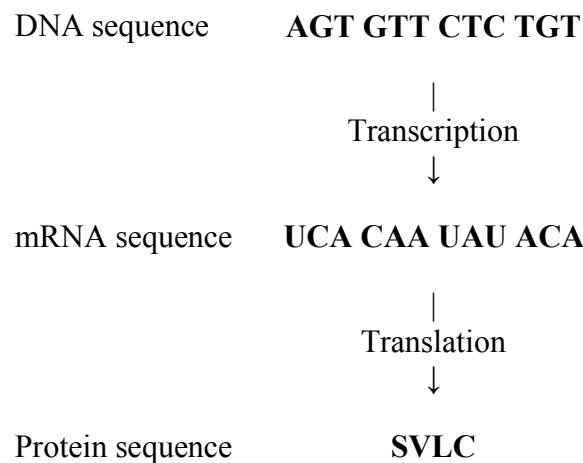 DNA sequence AGT GTT CTC TGT
|
Transcription
↓
mRNA sequence UCA CAA UAU ACA
|
Translation
↓
Protein sequence SVLC